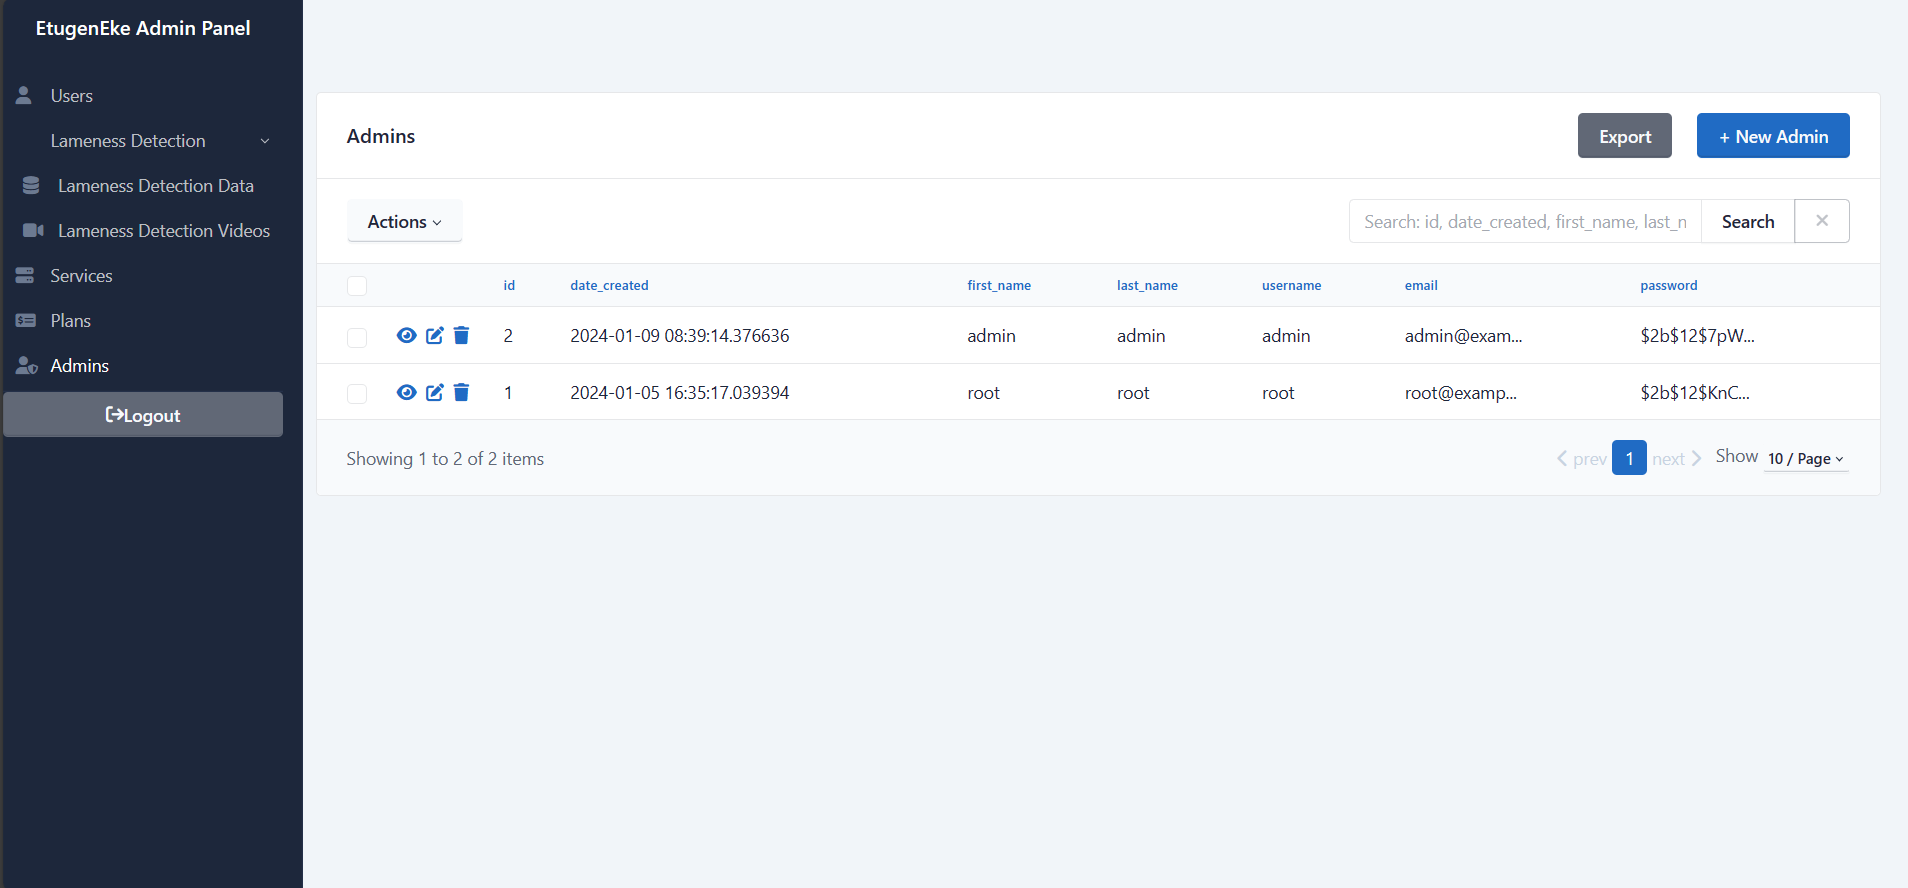 EtugenEke Admin Panel
Users
Lameness Detection
Lameness Detection Data
Lameness Detection Videos
Services
Plans
Admins
Logout
Admins
Export
+ New Admin
Actions
Search: id, date_created, first_name, last_n
Search
×
id date_created first_name last_name username email password
2 2024-01-09 08:39:14.376636 admin admin admin admin@exam... $2b$12$7pW...
1 2024-01-05 16:35:17.039394 root root root root@examp... $2b$12$KnC...
Showing 1 to 2 of 2 items
prev 1 next Show 10 / Page